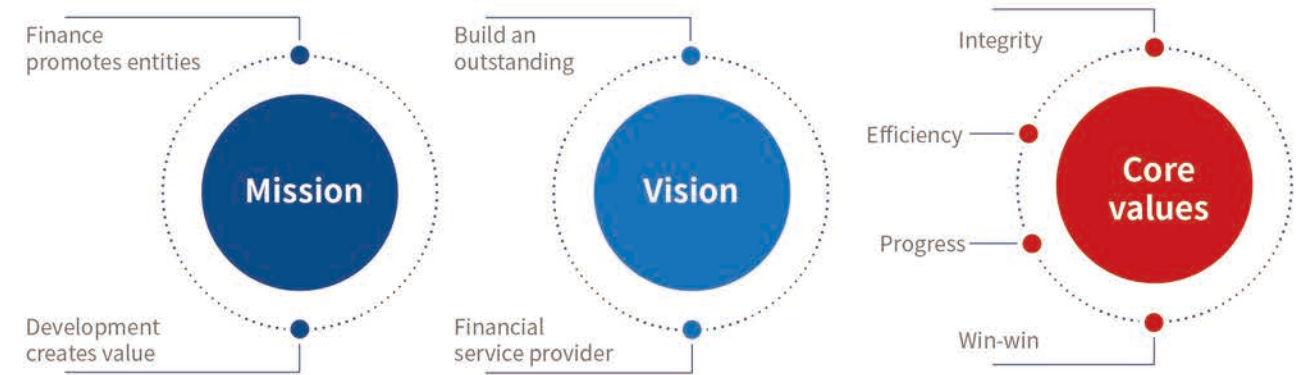 Finance
promotes entities
Mission
Development
creates value
Build an
outstanding
Vision
Financial
service provider
Integrity
Efficiency
Core
values
Progress
Win-win